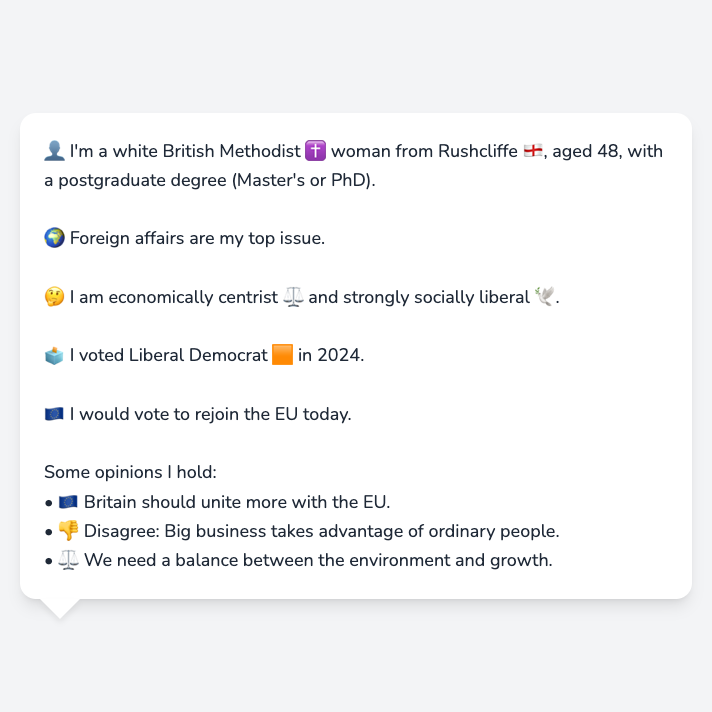 👤 I'm a white British Methodist ✝️ woman from Rushcliffe 🏴󠁧󠁢󠁥󠁮󠁧󠁿, aged 48, with
a postgraduate degree (Master's or PhD).
🌍 Foreign affairs are my top issue.
🤔 I am economically centrist ⚖️ and strongly socially liberal 🕊️.
🗳️ I voted Liberal Democrat 🟧 in 2024.
🇪🇺 I would vote to rejoin the EU today.
Some opinions I hold:
• 🇪🇺 Britain should unite more with the EU.
• 👎 Disagree: Big business takes advantage of ordinary people.
• ⚖️ We need a balance between the environment and growth.